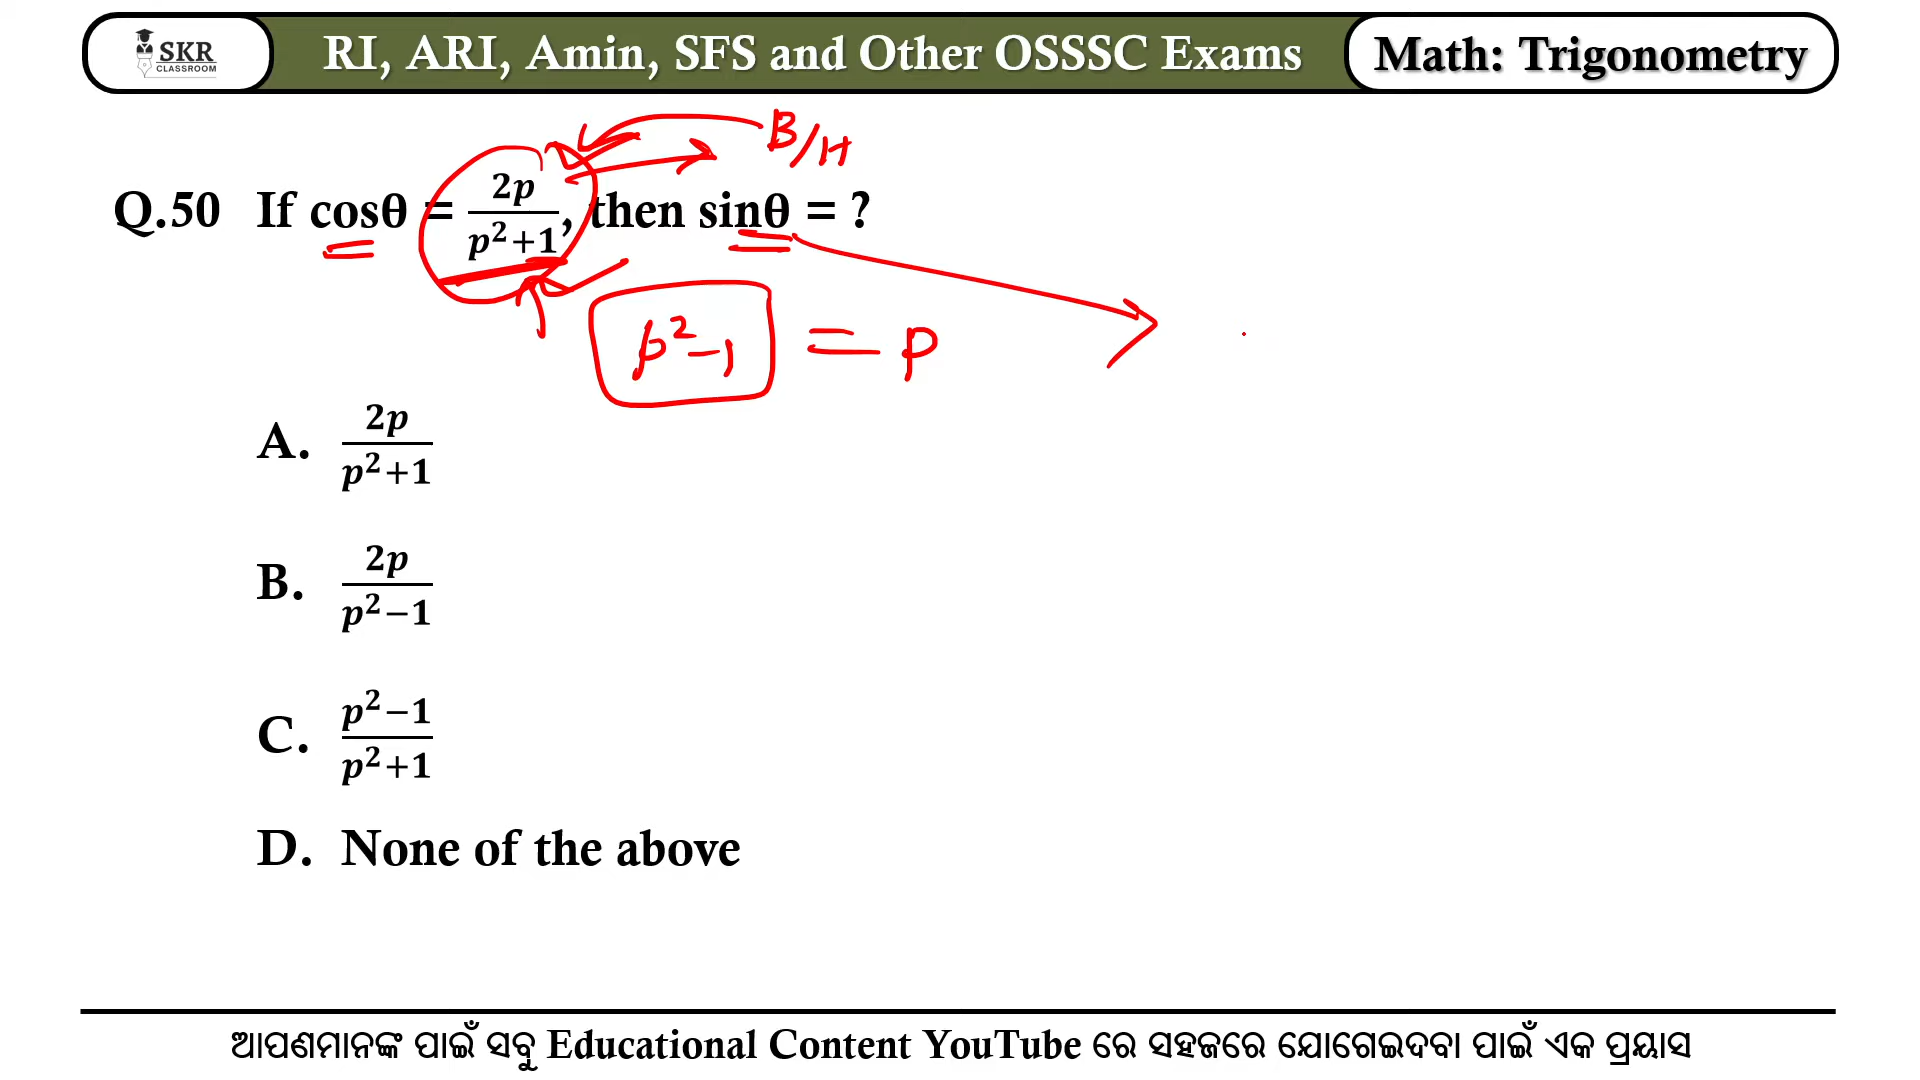 SKR
CLASSROOM
RI, ARI, Amin, SFS and Other OSSSC Exams
Math: Trigonometry
B/H
Q.50 If cosθ = 2p/(p²+1), then sinθ = ?
p²-1 = p
A. 2p/(p²+1)
B. 2p/(p²−1)
C. (p²−1)/(p²+1)
D. None of the above
ଆପଣମାନଙ୍କ ପାଇଁ ସବୁ Educational Content YouTube ରେ ସହଜରେ ଯୋଗେଇଦବା ପାଇଁ ଏକ ପ୍ରୟାସ